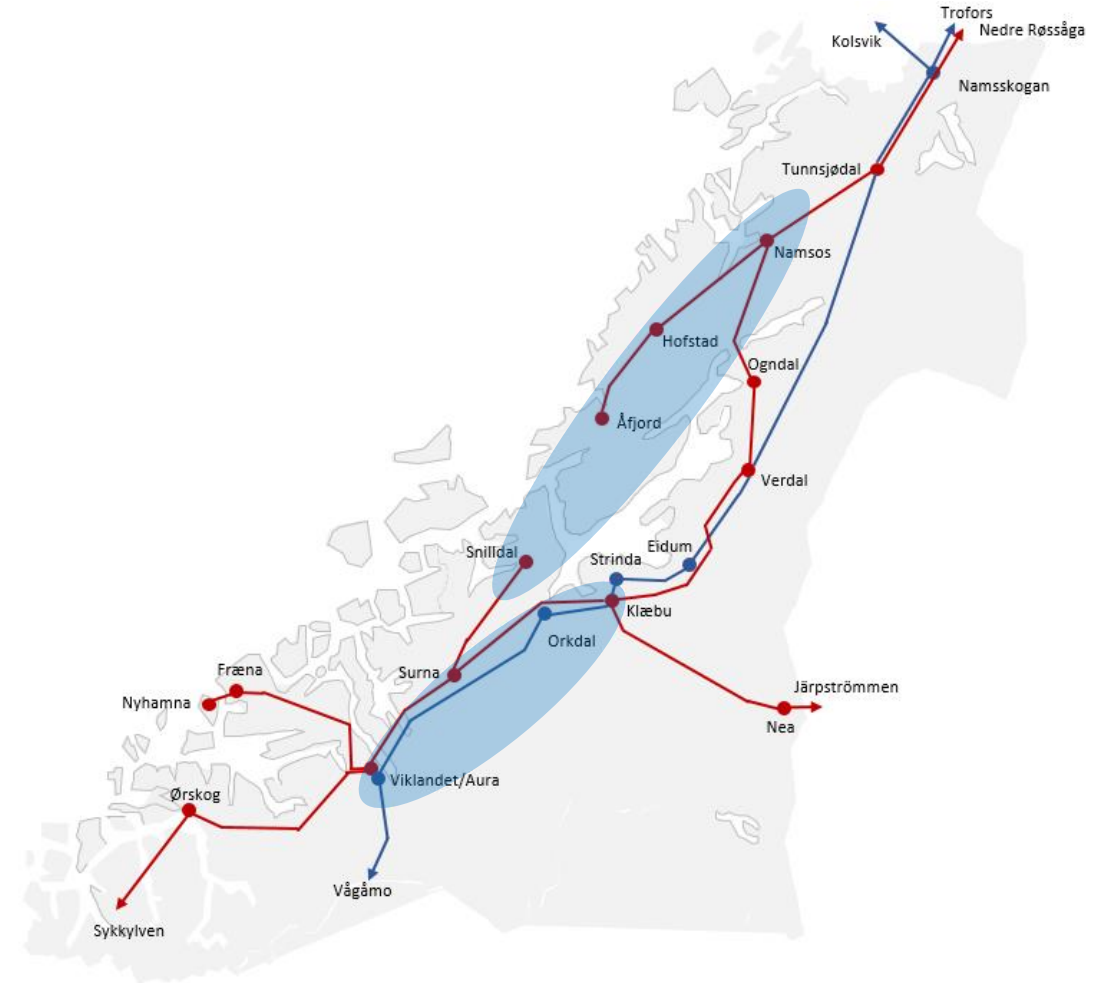 Trofors
Nedre Røssåga
Kolsvik
Namsskogan
Tunnsjødal
Namsos
Hofstad
Ogndal
Åfjord
Verdal
Snilldal
Strinda
Eidum
Klæbu
Orkdal
Surna
Fræna
Nyhamna
Järpströmmen
Nea
Viklandet/Aura
Ørskog
Vågåmo
Sykkylven